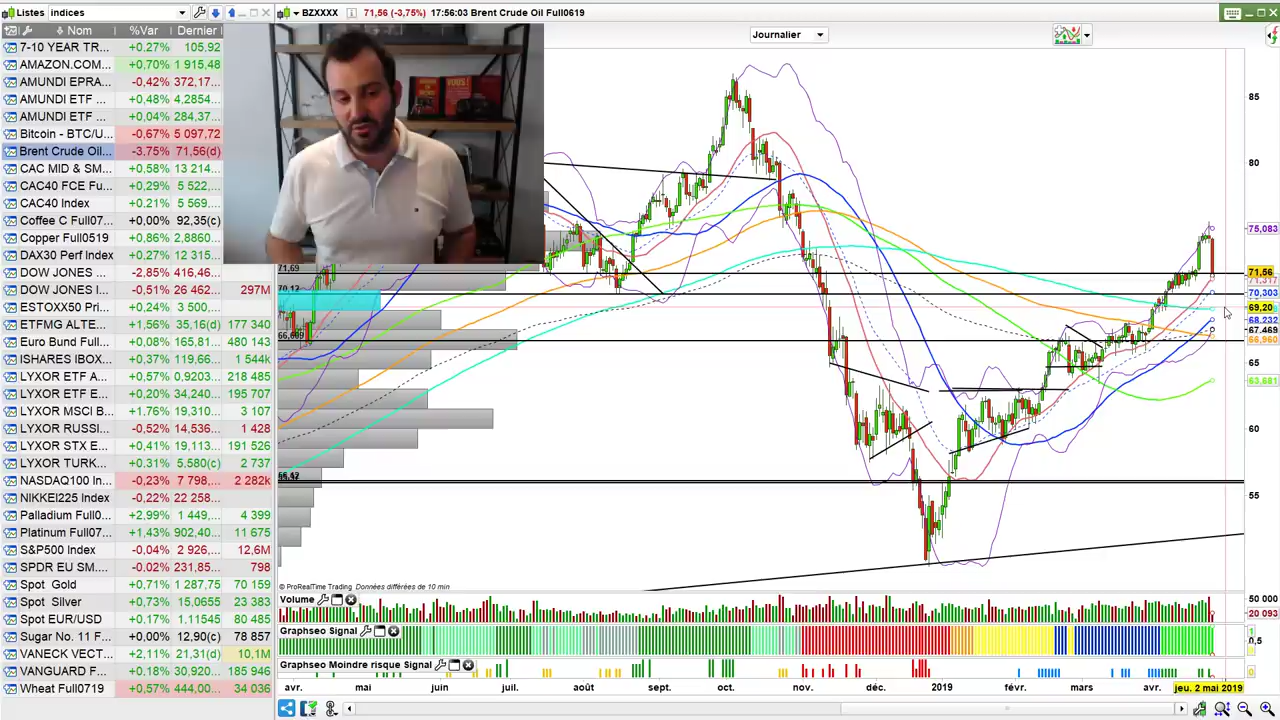 Listes indices
Nom %Var Dernier
7-10 YEAR TR... +0,27% 105,92
AMAZON.COM... +0,70% 1 915,48
AMUNDI EPRA... -0,42% 372,17...
AMUNDI ETF ... +0,48% 4,2854...
AMUNDI ETF ... +0,04% 284,37...
Bitcoin - BTC/U... -0,67% 5 097,72
Brent Crude Oil... -3,75% 71,56(d)
CAC MID & SM... +0,58% 13 214...
CAC40 FCE Fu... +0,29% 5 522,...
CAC40 Index +0,21% 5 569,...
Coffee C Full07... +0,00% 92,35(c)
Copper Full0519 +0,86% 2,8860...
DAX30 Perf Index +0,27% 12 315...
DOW JONES ... -2,85% 416,46...
DOW JONES I... -0,51% 26 462... 297M
ESTOXX50 Pri... +0,24% 3 500,...
ETFMG ALTE... +1,56% 35,16(d) 177 340
Euro Bund Full... +0,08% 165,81... 480 143
ISHARES IBOX... +0,37% 119,66... 1 544k
LYXOR ETF A... +0,57% 0,9203... 218 485
LYXOR ETF E... +0,20% 34,240... 195 707
LYXOR MSCI B... +1,76% 19,310... 3 107
LYXOR RUSSI... -0,52% 14,536... 1 428
LYXOR STX E... +0,41% 19,113... 191 526
LYXOR TURK... +0,31% 2 737
NASDAQ100 In... -0,23% 7 798,... 2 282k
NIKKEI225 Index -0,22% 22 258...
Palladium Full0... +2,99% 1 449,... 4 399
Platinum Full07... +1,43% 902,40... 11 675
S&P500 Index -0,04% 2 926,... 12,6M
SPDR EU SM... -0,02% 231,85... 798
Spot Gold +0,71% 1 287,75 70 159
Spot Silver +0,73% 15,0655 23 383
Spot EUR/USD +0,17% 1,11545 80 485
Sugar No. 11 F... +0,00% 12,90(c) 78 857
VANECK VECT... +2,11% 21,31(d) 10,1M
VANGUARD F... +0,18% 30,920... 185 946
Wheat Full0719 +0,57% 444,00... 34 036
BZXXXX 71,56 (-3,75%) 17:56:03 Brent Crude Oil Full0619
Journalier
VOUS!
85
80
75,083
71,69
71,56
70,12
70,303
69,20
68,232
67,469
66,960
65
63,681
60
55
© ProRealTime Trading Données différées de 10 min
Volume
50 000
20 093
Graphseo Signal
1
0,5
Graphseo Moindre risque Signal
1
avr. mai juin juil. août sept. oct. nov. déc. 2019 févr. mars avr. jeu. 2 mai 2019